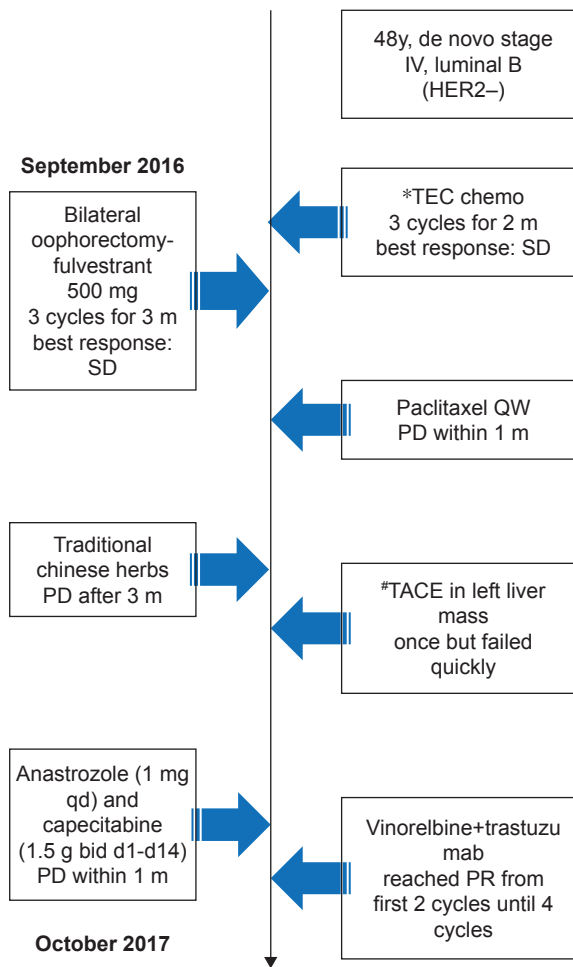 48y, de novo stage
IV, luminal B
(HER2–)
September 2016
*TEC chemo
3 cycles for 2 m
best response: SD
Bilateral
oophorectomy-
fulvestrant
500 mg
3 cycles for 3 m
best response:
SD
Paclitaxel QW
PD within 1 m
Traditional
chinese herbs
PD after 3 m
#TACE in left liver
mass
once but failed
quickly
Anastrozole (1 mg
qd) and
capecitabine
(1.5 g bid d1-d14)
PD within 1 m
Vinorelbine+trastuzu
mab
reached PR from
first 2 cycles until 4
cycles
October 2017